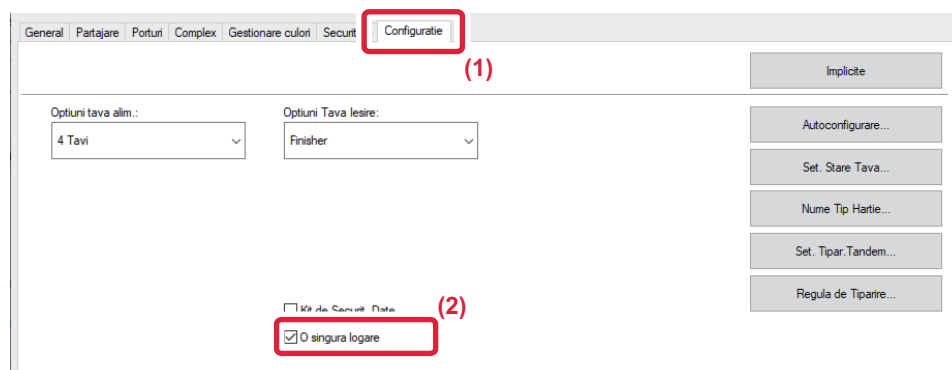 General Partajare Porturi Complex Gestionare culori Securit Configuratie
(1)
Implicite
Optiuni tava alim.: Optiuni Tava Iesire:
4 Tavi Finisher
Autoconfigurare...
Set. Stare Tava...
Nume Tip Hartie...
Set. Tipar.Tandem...
Regula de Tiparire...
Kit de Securit. Date
(2)
O singura logare